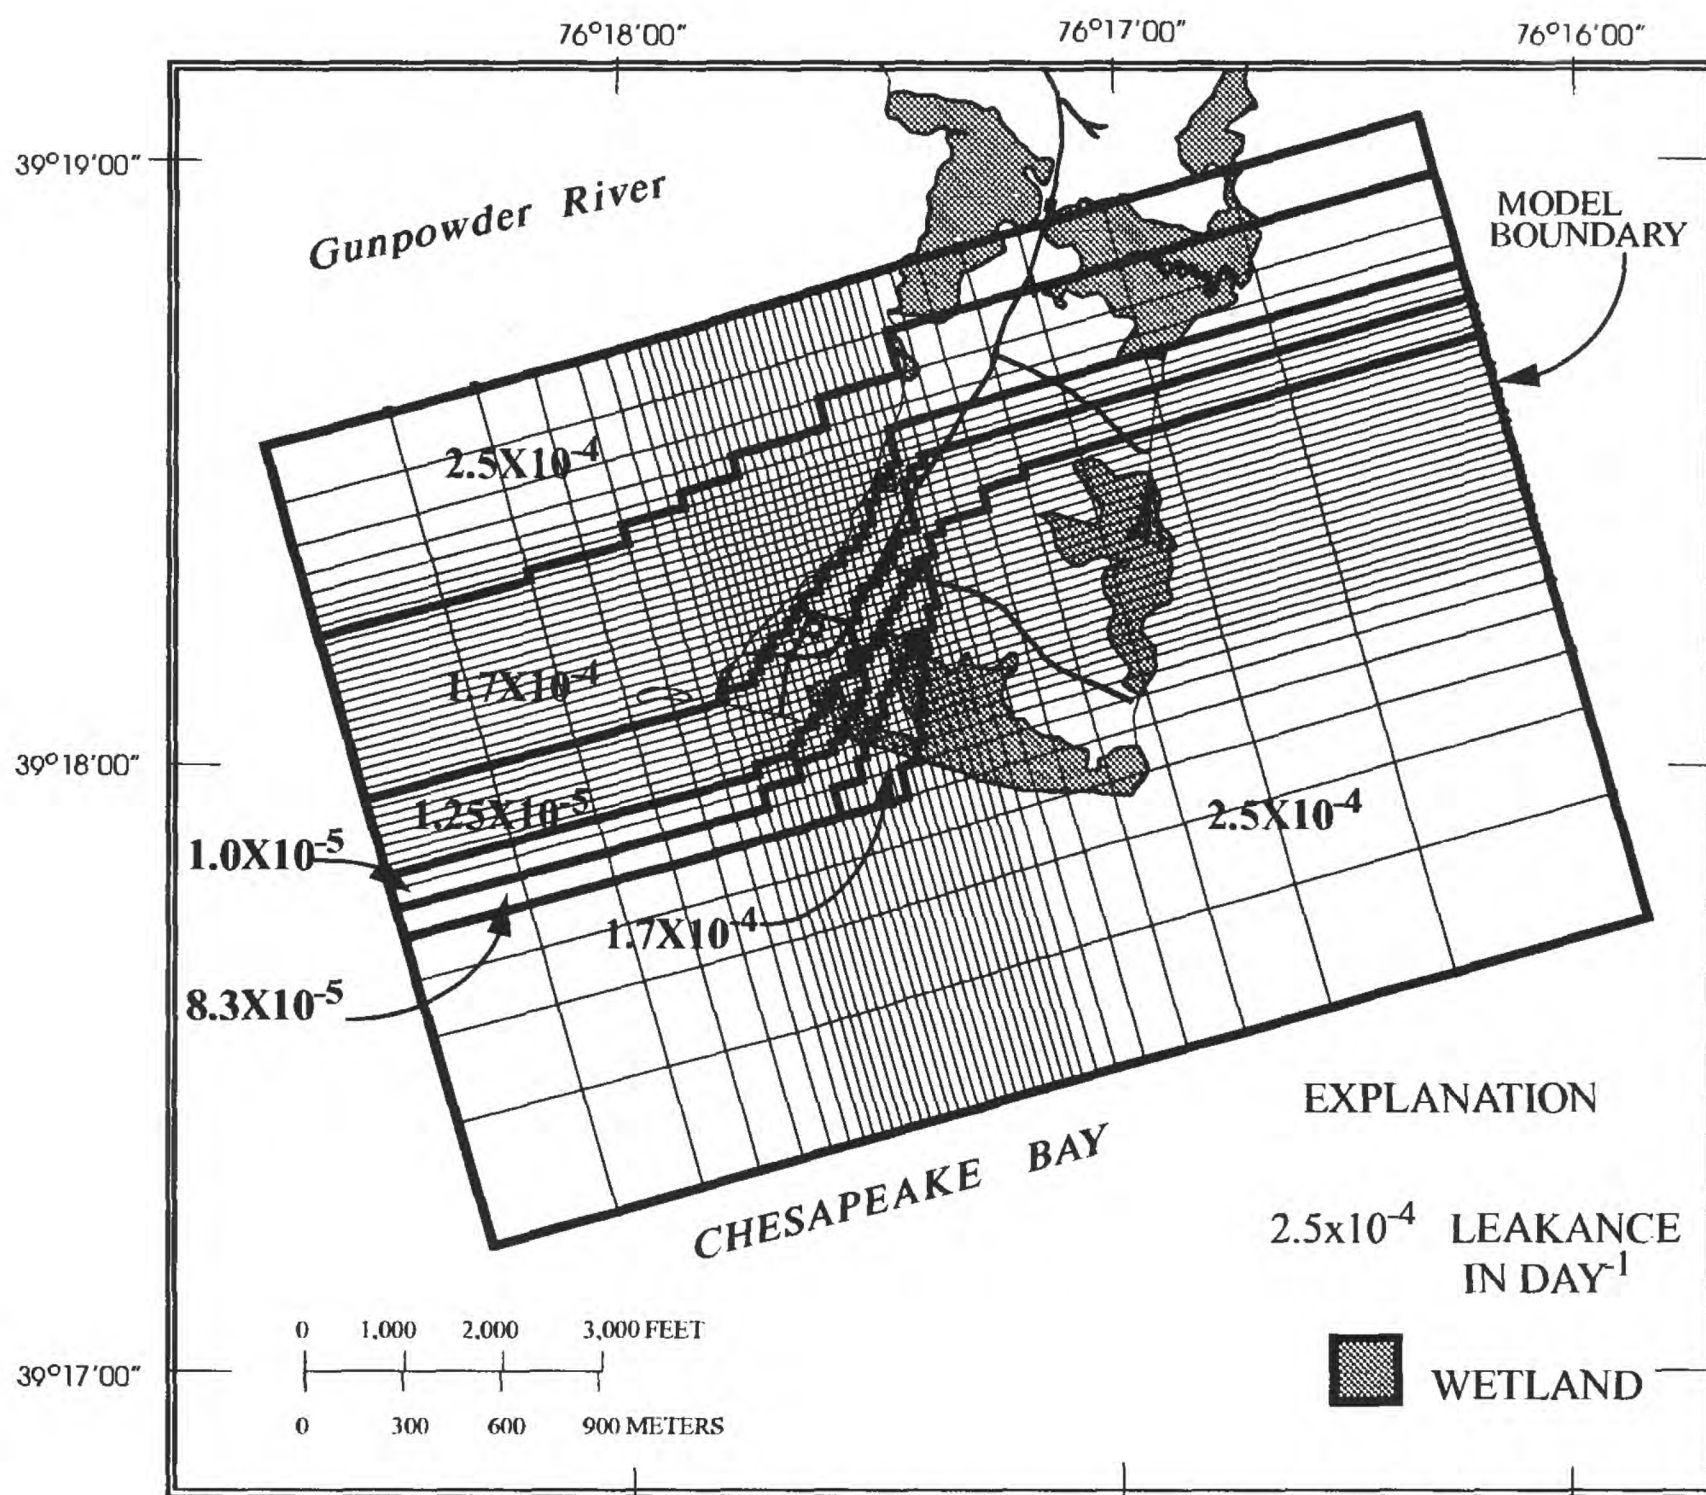 76°18'00" 76°17'00" 76°16'00"
39°19'00"
Gunpowder River
MODEL
BOUNDARY
2.5X10⁻⁴
1.7X10⁻⁴
39°18'00"
1.25X10⁻⁵
2.5X10⁻⁴
1.0X10⁻⁵
1.7X10⁻⁴
8.3X10⁻⁵
EXPLANATION
CHESAPEAKE BAY
2.5x10⁻⁴ LEAKANCE
IN DAY⁻¹
0 1,000 2,000 3,000 FEET
39°17'00"
WETLAND
0 300 600 900 METERS